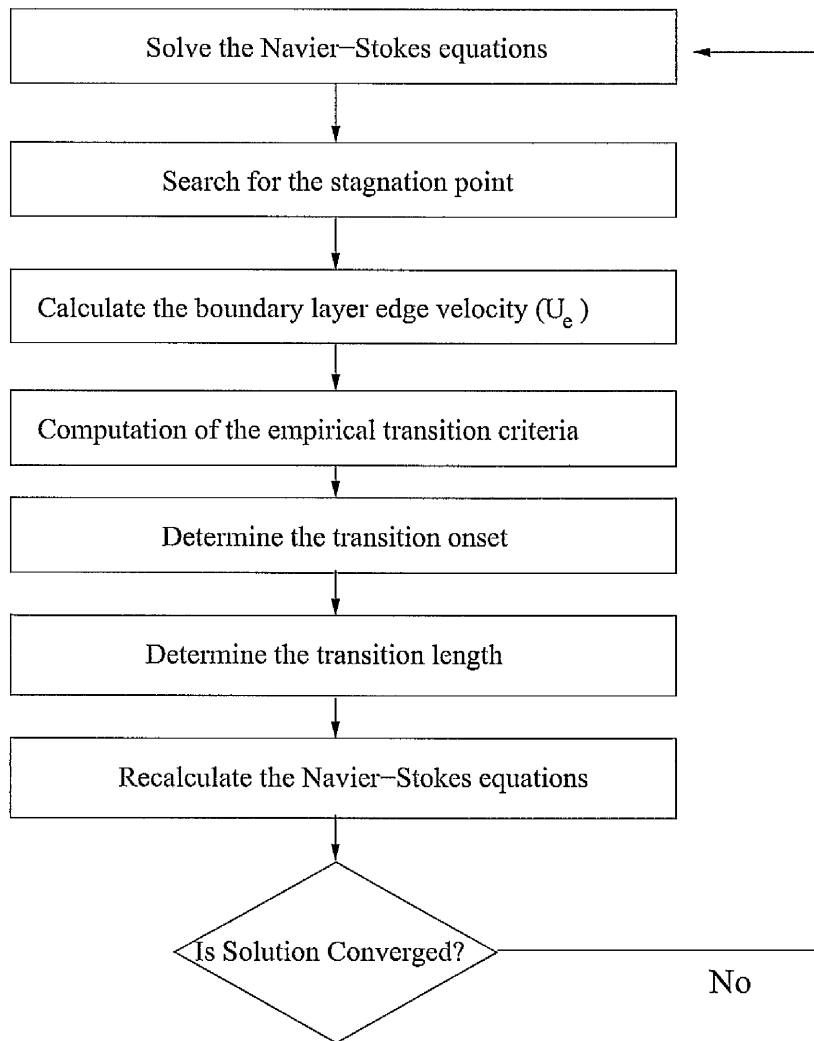 Solve the Navier−Stokes equations
Search for the stagnation point
Calculate the boundary layer edge velocity (Ue )
Computation of the empirical transition criteria
Determine the transition onset
Determine the transition length
Recalculate the Navier−Stokes equations
Is Solution Converged?
No